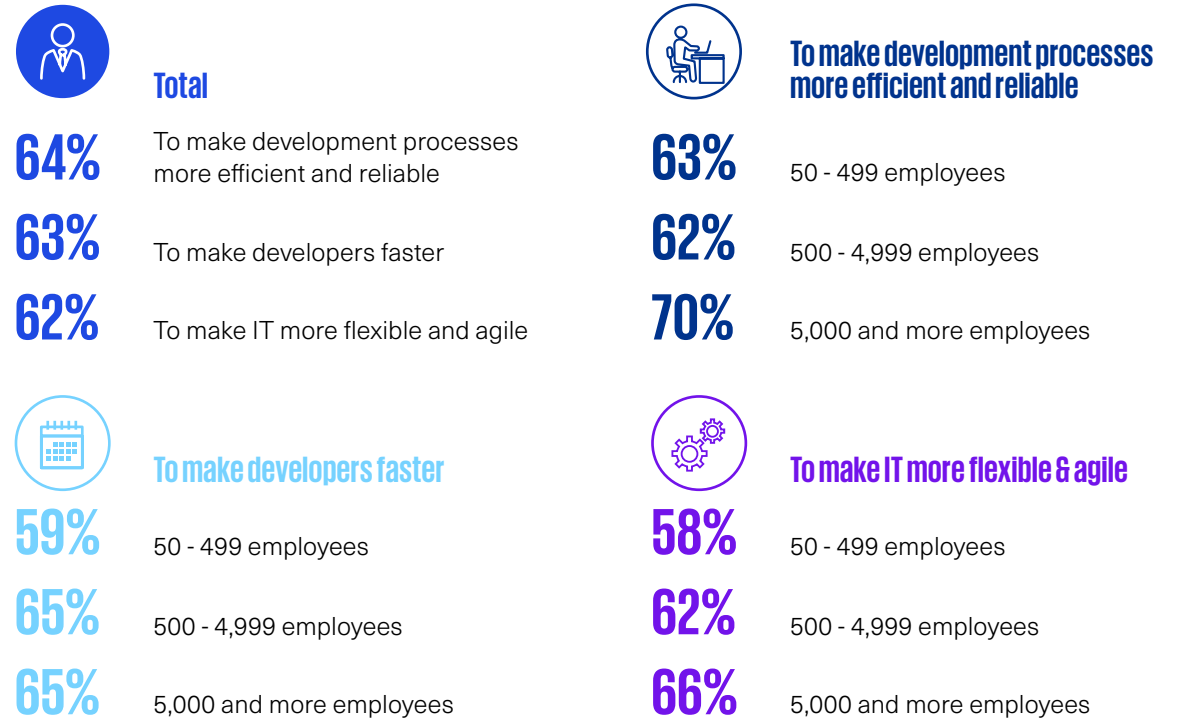 Total
64%
To make development processes
more efficient and reliable
63%
To make developers faster
62%
To make IT more flexible and agile
To make development processes
more efficient and reliable
63%
50 - 499 employees
62%
500 - 4,999 employees
70%
5,000 and more employees
To make developers faster
59%
50 - 499 employees
65%
500 - 4,999 employees
65%
5,000 and more employees
To make IT more flexible & agile
58%
50 - 499 employees
62%
500 - 4,999 employees
66%
5,000 and more employees